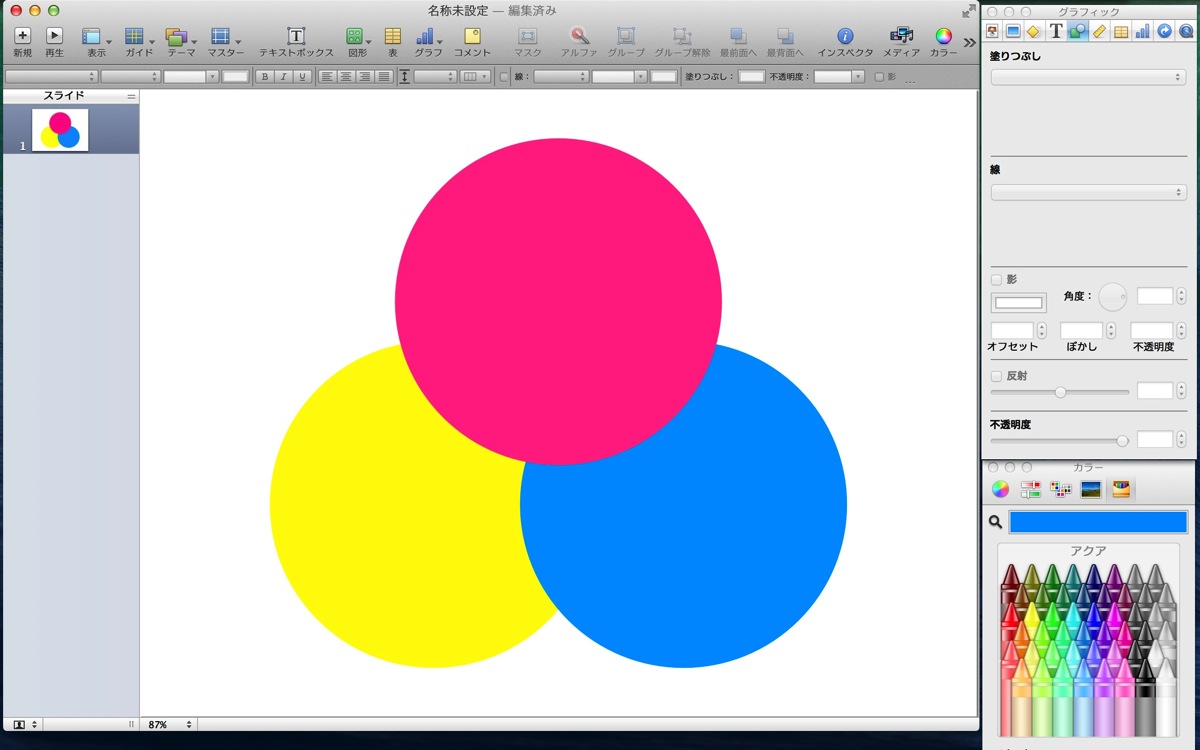 名称未設定 — 編集済み
新規 再生 表示 ガイド テーマ マスター テキストボックス 図形 表 グラフ コメント マスク アルファ グループ グループ解除 最前面へ 最背面へ インスペクタ メディア カラー
B I U 線： 塗りつぶし： 不透明度： 影
スライド
1
87%
グラフィック
塗りつぶし
線
影
角度：
オフセット ぼかし 不透明度
反射
不透明度
カラー
アクア